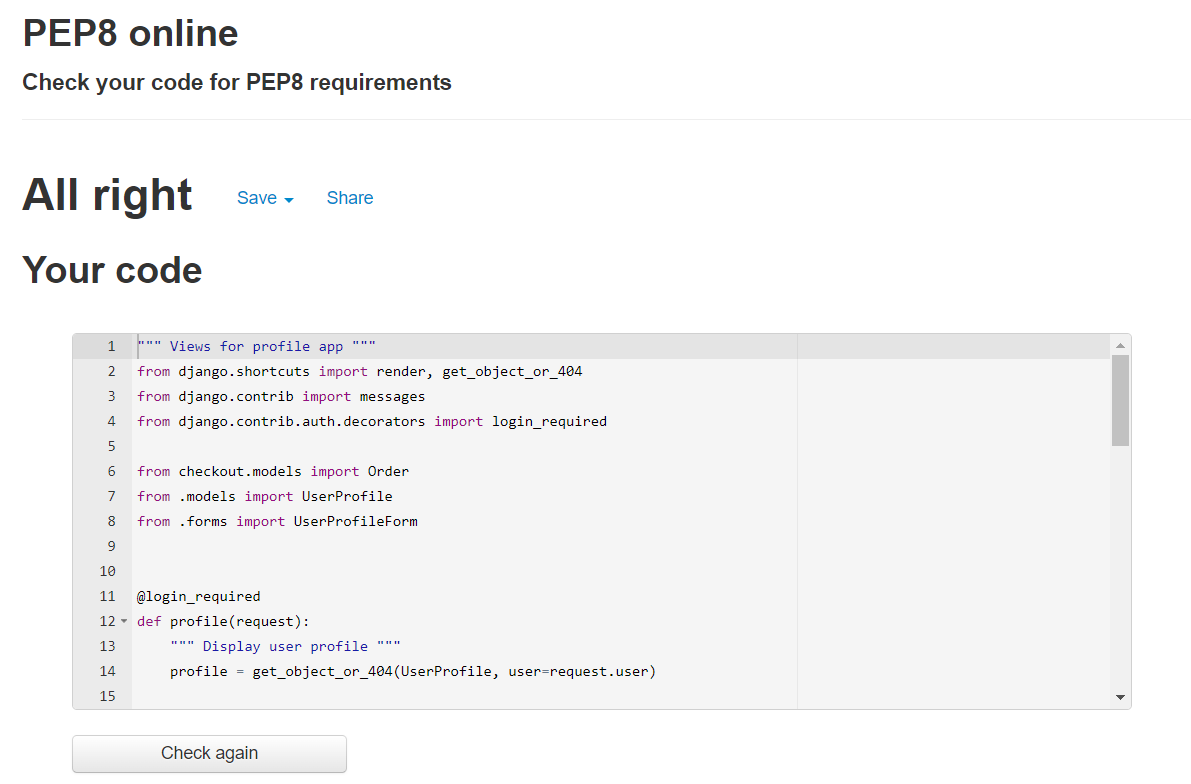 PEP8 online
Check your code for PEP8 requirements
All right Save Share
Your code
1 """ Views for profile app """
2 from django.shortcuts import render, get_object_or_404
3 from django.contrib import messages
4 from django.contrib.auth.decorators import login_required
5
6 from checkout.models import Order
7 from .models import UserProfile
8 from .forms import UserProfileForm
9
10
11 @login_required
12 def profile(request):
13     """ Display user profile """
14     profile = get_object_or_404(UserProfile, user=request.user)
15
Check again